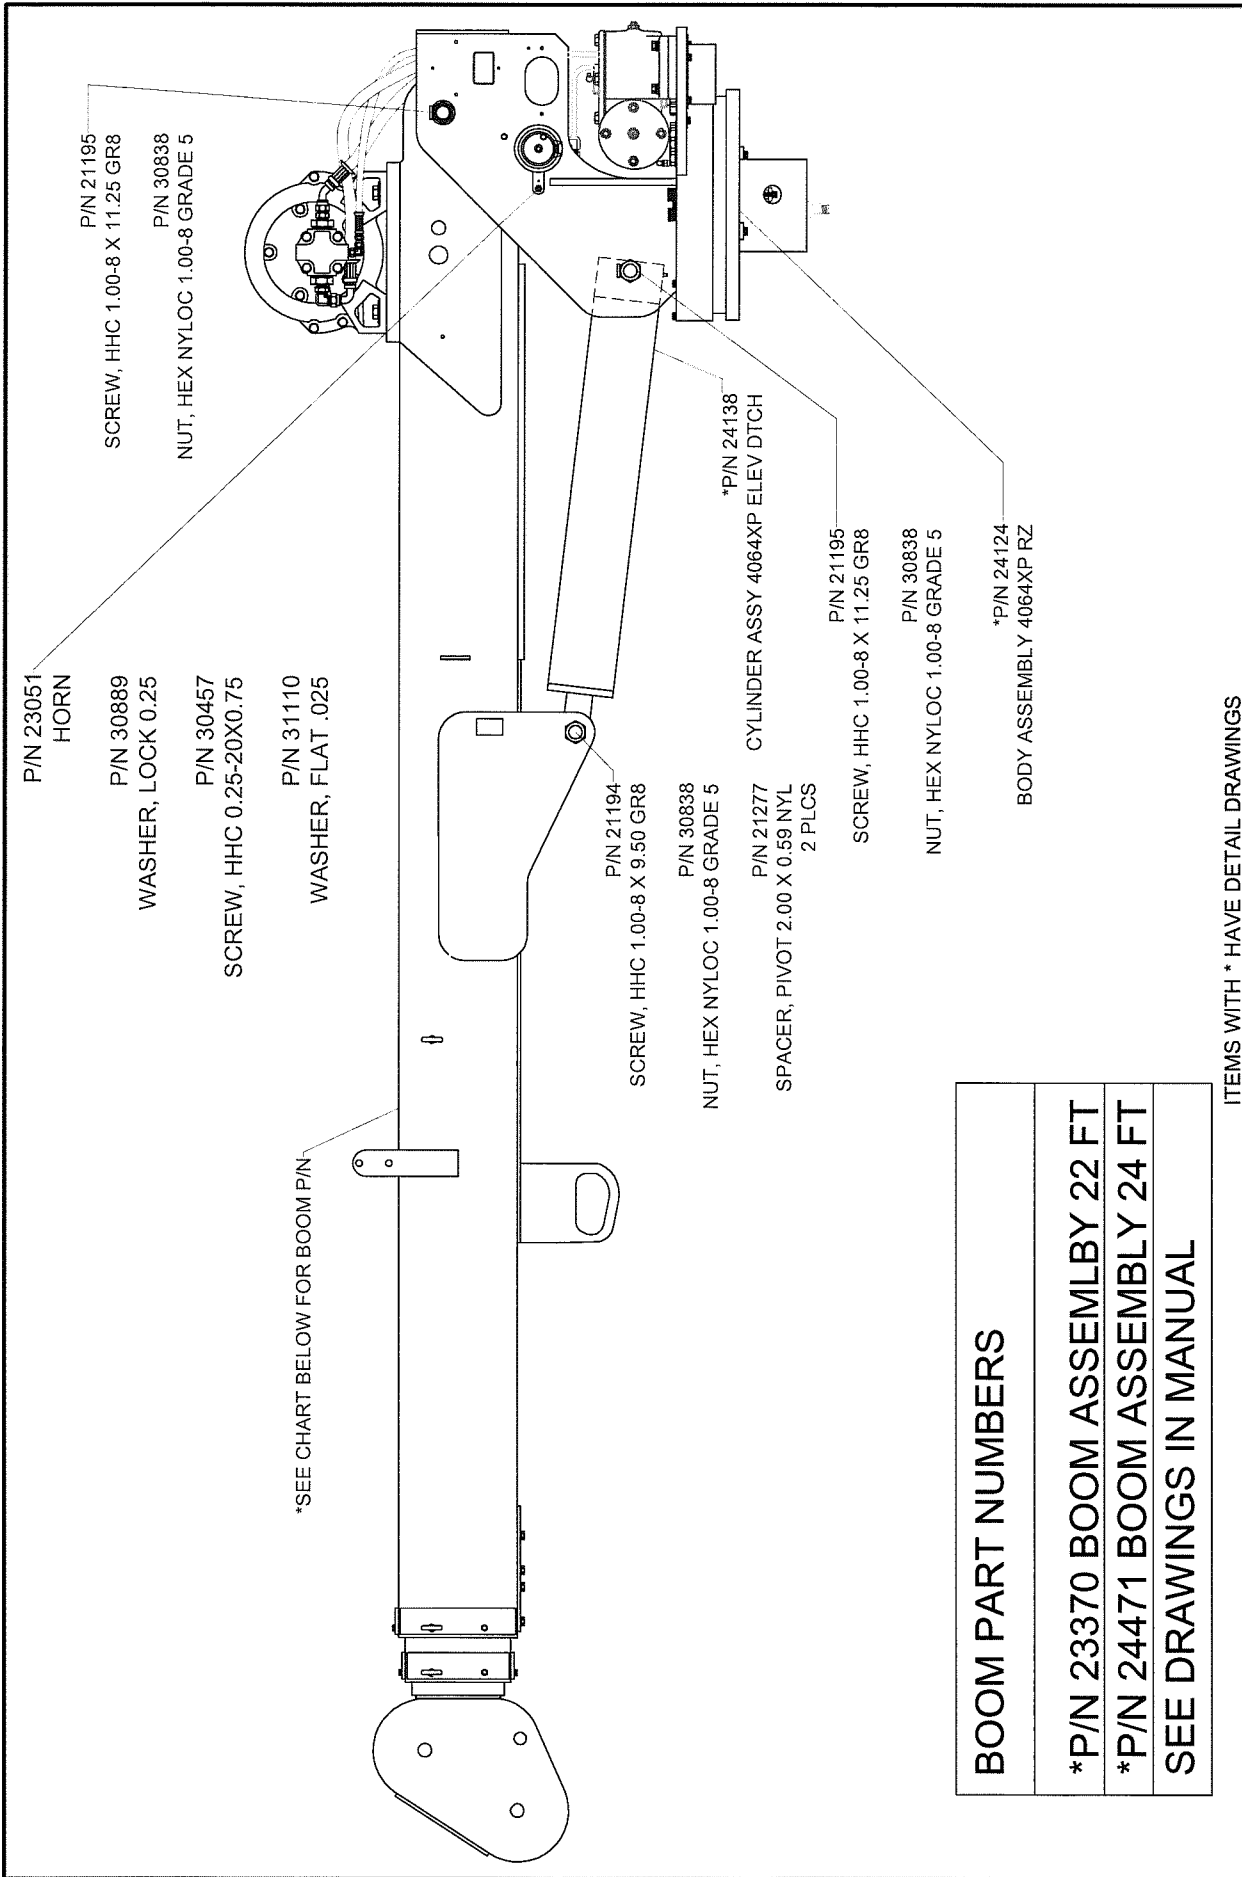 P/N 23051
HORN
P/N 30889
WASHER, LOCK 0.25
P/N 30457
SCREW, HHC 0.25-20X0.75
P/N 31110
WASHER, FLAT .025
P/N 21195
SCREW, HHC 1.00-8 X 11.25 GR8
P/N 30838
NUT, HEX NYLOC 1.00-8 GRADE 5
*SEE CHART BELOW FOR BOOM P/N
P/N 21194
SCREW, HHC 1.00-8 X 9.50 GR8
P/N 30838
NUT, HEX NYLOC 1.00-8 GRADE 5
P/N 21277
SPACER, PIVOT 2.00 X 0.59 NYL
2 PLCS
*P/N 24138
CYLINDER ASSY 4064XP ELEV DTCH
P/N 21195
SCREW, HHC 1.00-8 X 11.25 GR8
P/N 30838
NUT, HEX NYLOC 1.00-8 GRADE 5
*P/N 24124
BODY ASSEMBLY 4064XP RZ
BOOM PART NUMBERS
*P/N 23370 BOOM ASSEMLBY 22 FT
*P/N 24471 BOOM ASSEMBLY 24 FT
SEE DRAWINGS IN MANUAL
ITEMS WITH * HAVE DETAIL DRAWINGS